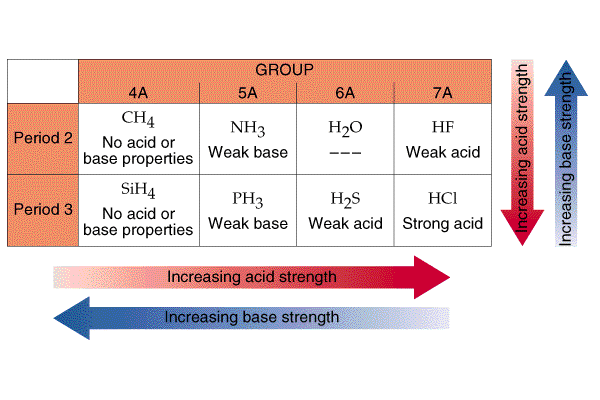 GROUP
4A 5A 6A 7A
Period 2
CH4
No acid or
base properties
NH3
Weak base
H2O
---
HF
Weak acid
Period 3
SiH4
No acid or
base properties
PH3
Weak base
H2S
Weak acid
HCl
Strong acid
Increasing acid strength
Increasing base strength
Increasing acid strength
Increasing base strength